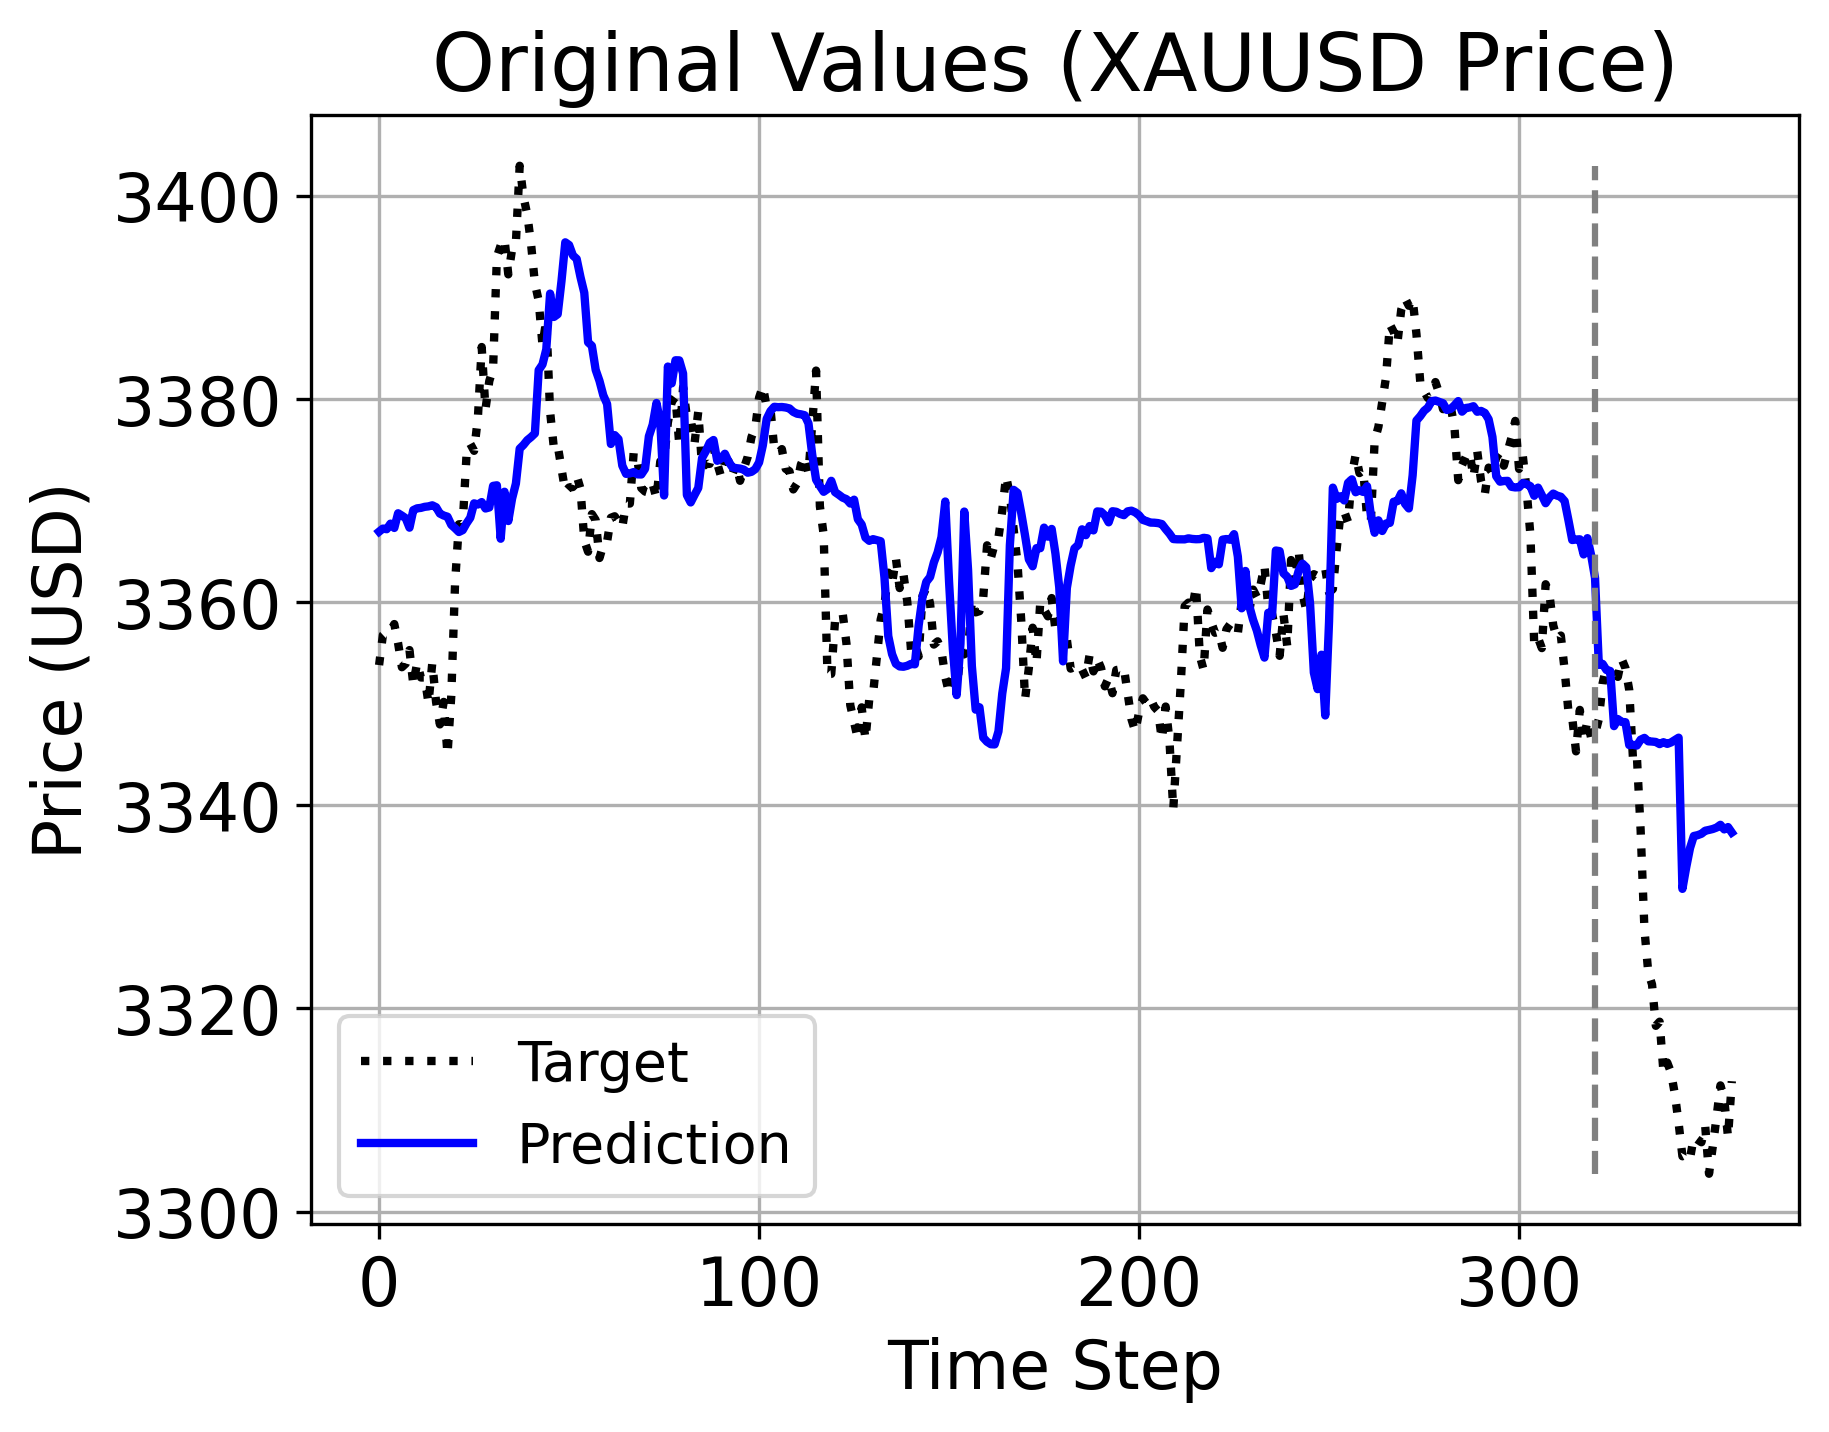 Original Values (XAUUSD Price)
Price (USD)
3400
3380
3360
3340
3320
3300
Target
Prediction
0 100 200 300
Time Step